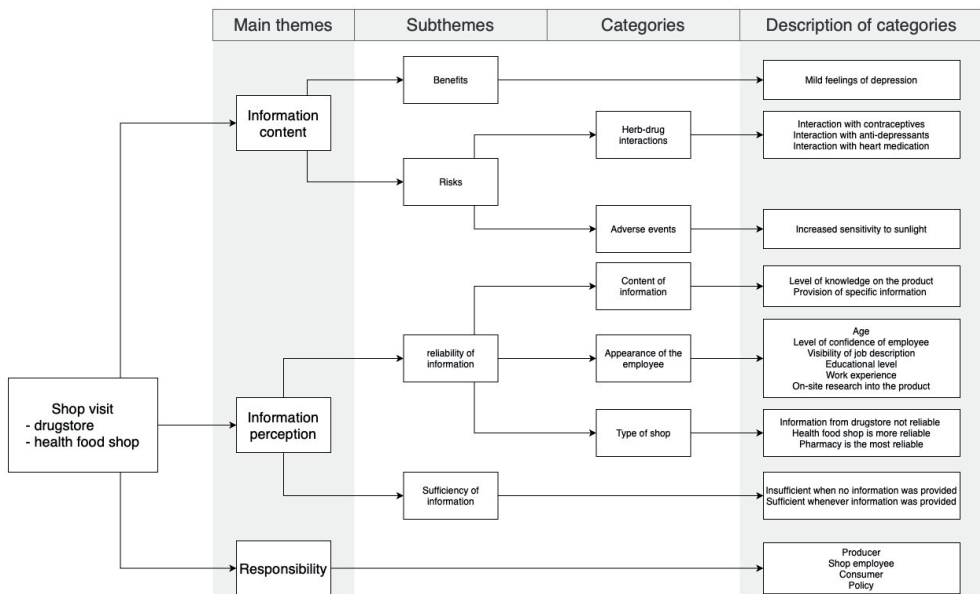 Main themes
Subthemes
Categories
Description of categories
Shop visit
- drugstore
- health food shop
Information
content
Benefits
Mild feelings of depression
Risks
Herb-drug
interactions
Interaction with contraceptives
Interaction with anti-depressants
Interaction with heart medication
Adverse events
Increased sensitivity to sunlight
Information
perception
reliability of
information
Content of
information
Level of knowledge on the product
Provision of specific information
Appearance of the
employee
Age
Level of confidence of employee
Visibility of job description
Educational level
Work experience
On-site research into the product
Type of shop
Information from drugstore not reliable
Health food shop is more reliable
Pharmacy is the most reliable
Sufficiency of
information
Insufficient when no information was provided
Sufficient whenever information was provided
Responsibility
Producer
Shop employee
Consumer
Policy